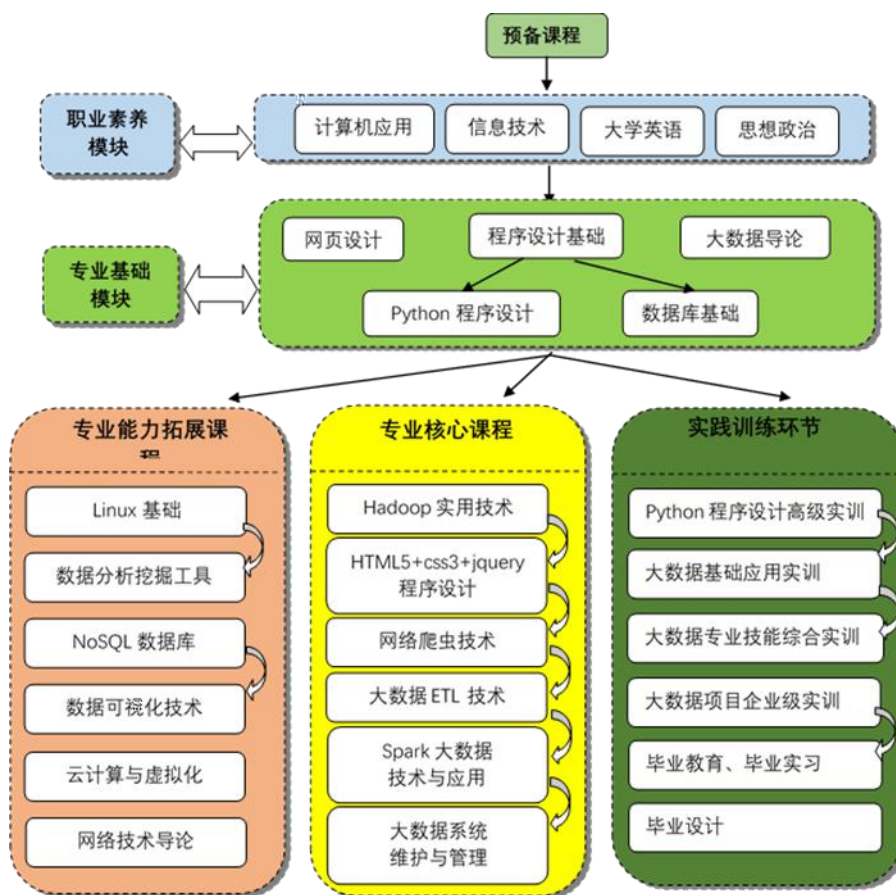 预备课程
职业素养
模块
计算机应用
信息技术
大学英语
思想政治
专业基础
模块
网页设计
程序设计基础
大数据导论
Python 程序设计
数据库基础
专业能力拓展课
程
Linux 基础
数据分析挖掘工具
NoSQL 数据库
数据可视化技术
云计算与虚拟化
网络技术导论
专业核心课程
Hadoop 实用技术
HTML5+css3+jquery
程序设计
网络爬虫技术
大数据 ETL 技术
Spark 大数据
技术与应用
大数据系统
维护与管理
实践训练环节
Python 程序设计高级实训
大数据基础应用实训
大数据专业技能综合实训
大数据项目企业级实训
毕业教育、毕业实习
毕业设计